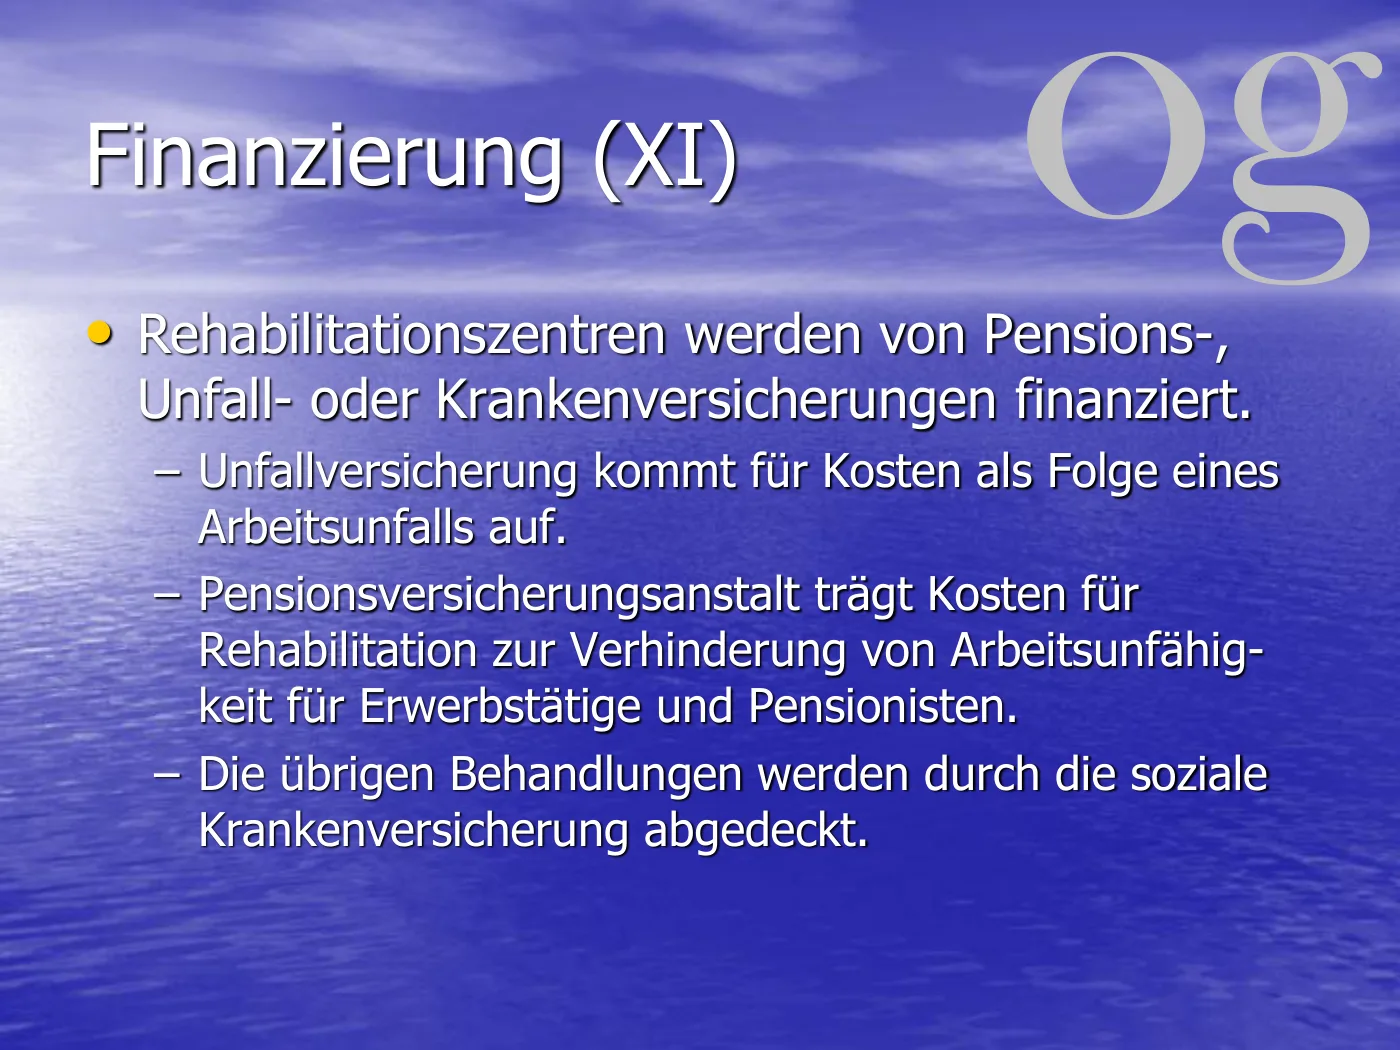 og
Finanzierung (XI)
• Rehabilitationszentren werden von Pensions-,
Unfall- oder Krankenversicherungen finanziert.
– Unfallversicherung kommt für Kosten als Folge eines
Arbeitsunfalls auf.
– Pensionsversicherungsanstalt trägt Kosten für
Rehabilitation zur Verhinderung von Arbeitsunfähig-
keit für Erwerbstätige und Pensionisten.
– Die übrigen Behandlungen werden durch die soziale
Krankenversicherung abgedeckt.